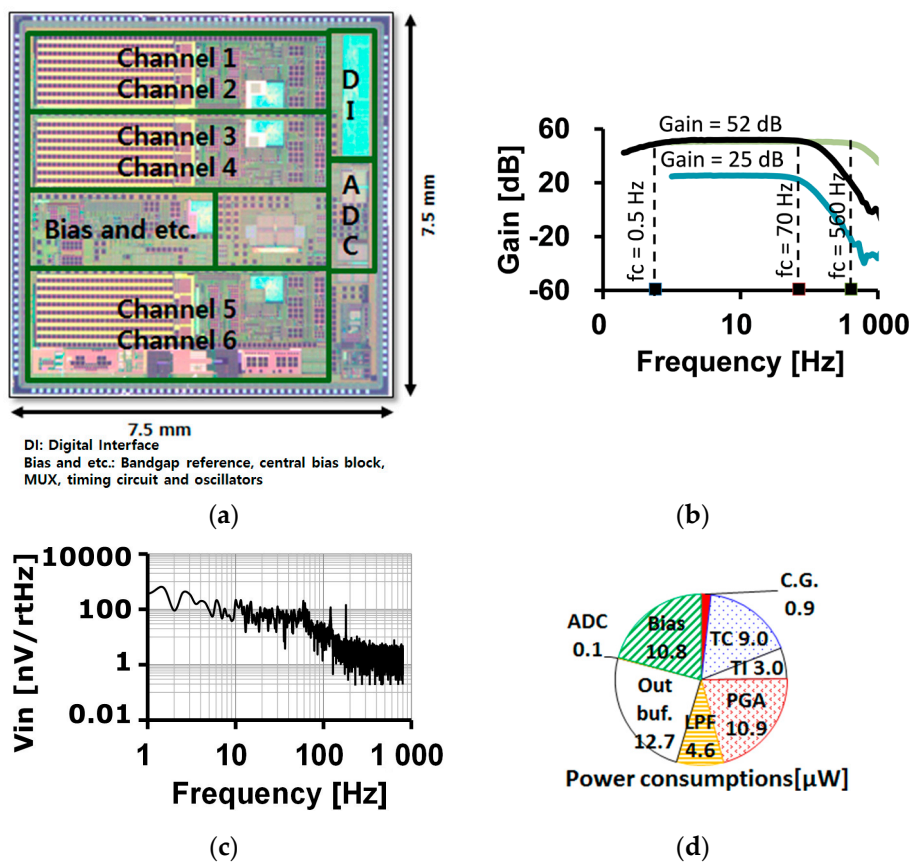 Channel 1
Channel 2
Channel 3
Channel 4
Bias and etc.
Channel 5
Channel 6
D
I
A
D
C
7.5 mm
7.5 mm
DI: Digital Interface
Bias and etc.: Bandgap reference, central bias block,
MUX, timing circuit and oscillators
(a)
Gain [dB]
60
20
-20
-60
Gain = 52 dB
Gain = 25 dB
fc = 0.5 Hz
fc = 70 Hz
fc = 560 Hz
0
10
1 000
Frequency [Hz]
(b)
Vin [nV/rtHz]
10000
100
1
0.01
1
10
100
1 000
Frequency [Hz]
(c)
C.G.
0.9
ADC
0.1
Bias
10.8
TC 9.0
TI 3.0
Out
buf.
12.7
LPF
4.6
PGA
10.9
Power consumptions[µW]
(d)